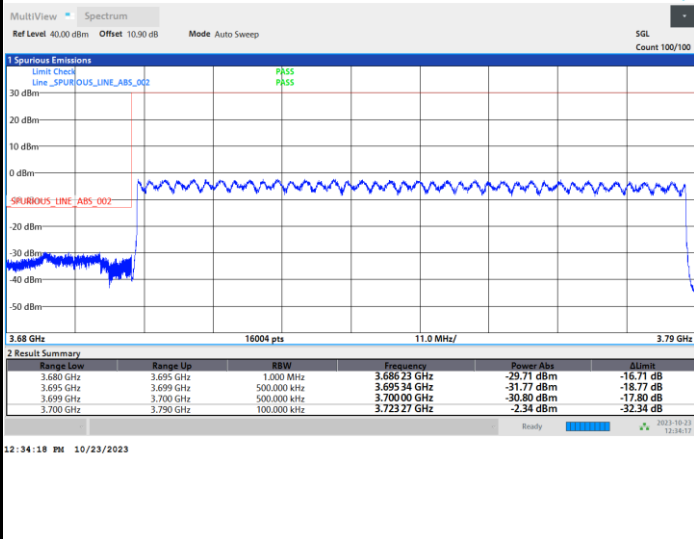 MultiView Spectrum
Ref Level 40.00 dBm Offset 10.90 dB Mode Auto Sweep SGL
Count 100/100
1 Spurious Emissions
Limit Check PASS
Line _SPURIOUS_LINE_ABS_002 PASS
30 dBm
20 dBm
10 dBm
0 dBm
_SPURIOUS_LINE_ABS_002
-20 dBm
-30 dBm
-40 dBm
-50 dBm
3.68 GHz 16004 pts 11.0 MHz/ 3.79 GHz
2 Result Summary
Range Low Range Up RBW Frequency Power Abs ΔLimit
3.680 GHz 3.695 GHz 1.000 MHz 3.686 23 GHz -29.71 dBm -16.71 dB
3.695 GHz 3.699 GHz 500.000 kHz 3.695 34 GHz -31.77 dBm -18.77 dB
3.699 GHz 3.700 GHz 500.000 kHz 3.700 00 GHz -30.80 dBm -17.80 dB
3.700 GHz 3.790 GHz 100.000 kHz 3.723 27 GHz -2.34 dBm -32.34 dB
Ready 2023-10-23
12:34:17
12:34:18 PM 10/23/2023